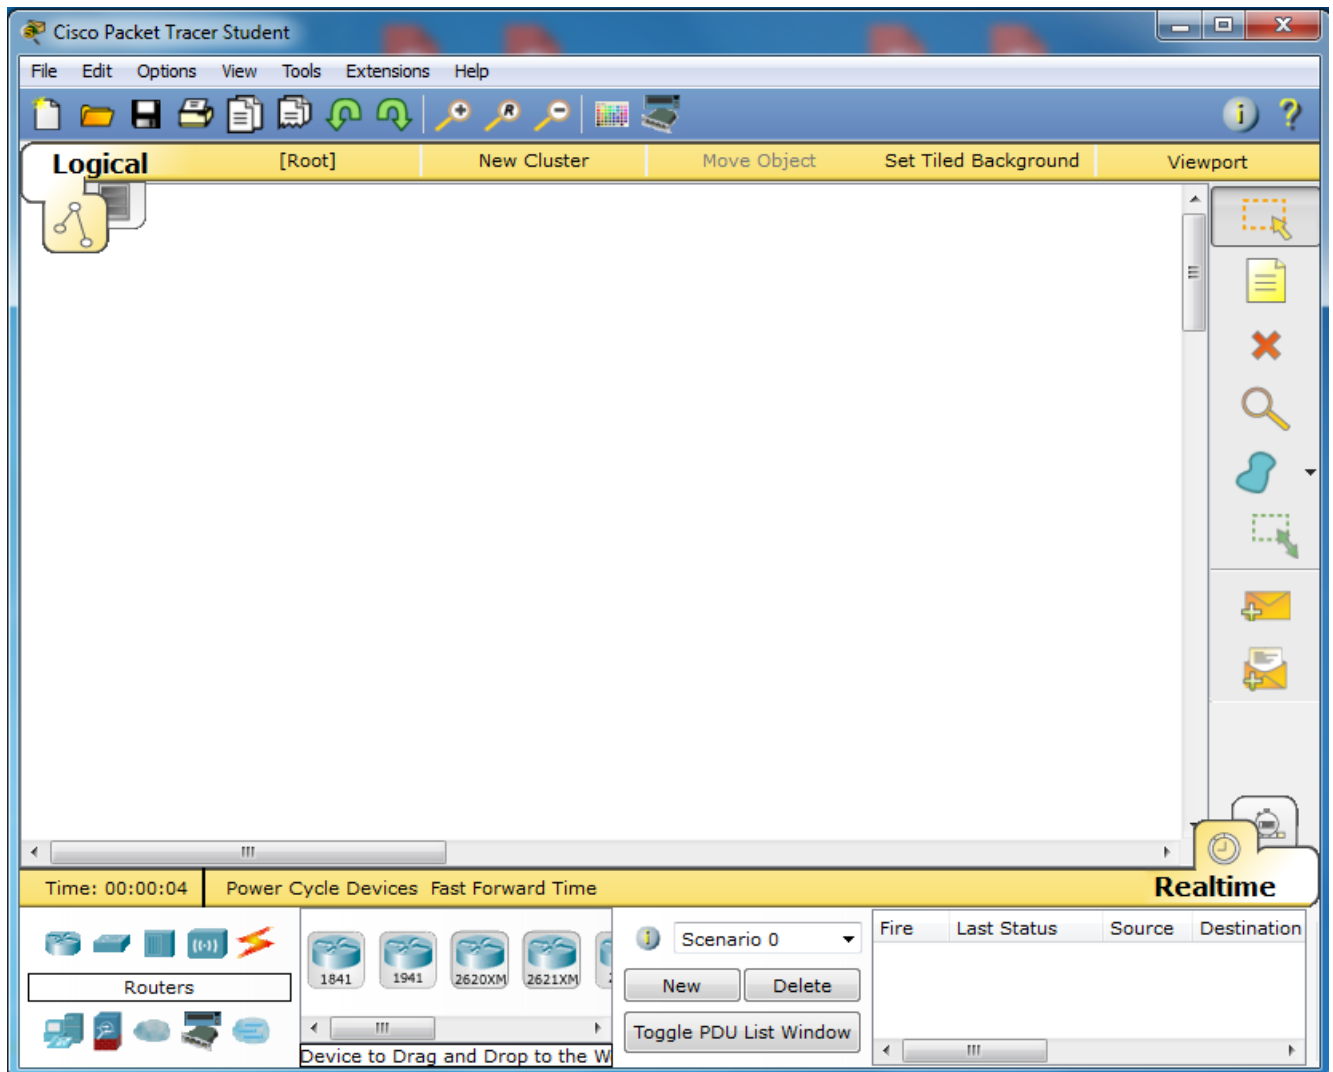 Cisco Packet Tracer Student
File Edit Options View Tools Extensions Help
Logical [Root] New Cluster Move Object Set Tiled Background Viewport
Time: 00:00:04 Power Cycle Devices Fast Forward Time Realtime
Fire Last Status Source Destination
Scenario 0
1841 1941 2620XM 2621XM
New Delete
Routers
Toggle PDU List Window
Device to Drag and Drop to the W